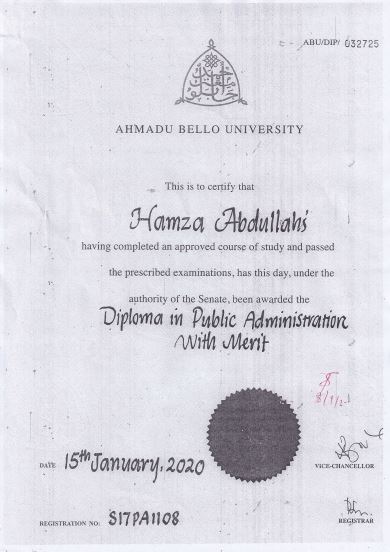 ABU/DIP/ 032725
AHMADU BELLO UNIVERSITY
This is to certify that
Hamza Abdullahi
having completed an approved course of study and passed
the prescribed examinations, has this day, under the
authority of the Senate, been awarded the
Diploma in Public Administration
With Merit
DATE 15th January, 2020
VICE-CHANCELLOR
REGISTRATION NO: S17PA1108
REGISTRAR